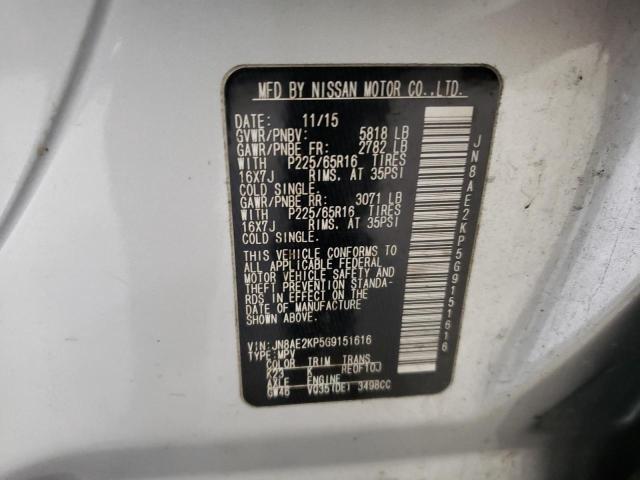 MFD BY NISSAN MOTOR CO.,LTD.
DATE: 11/15
GVWR/PNBV: 5818 LB
GAWR/PNBE FR: 2782 LB
WITH P225/65R16 TIRES
16X7J RIMS, AT 35PSI
COLD SINGLE.
GAWR/PNBE RR: 3071 LB
WITH P225/65R16 TIRES
16X7J RIMS, AT 35PSI
COLD SINGLE.
THIS VEHICLE CONFORMS TO
ALL APPLICABLE FEDERAL
MOTOR VEHICLE SAFETY AND
THEFT PREVENTION STANDA-
RDS IN EFFECT ON THE
DATE OF MANUFACTURE
SHOWN ABOVE.
VIN: JN8AE2KP5G9151616
TYPE: MPV
COLOR TRIM TRANS
K23 K RE0F10J
AXLE ENGINE
GW46 VQ351DE1 3498CC
JN8AE2KP5G9151616